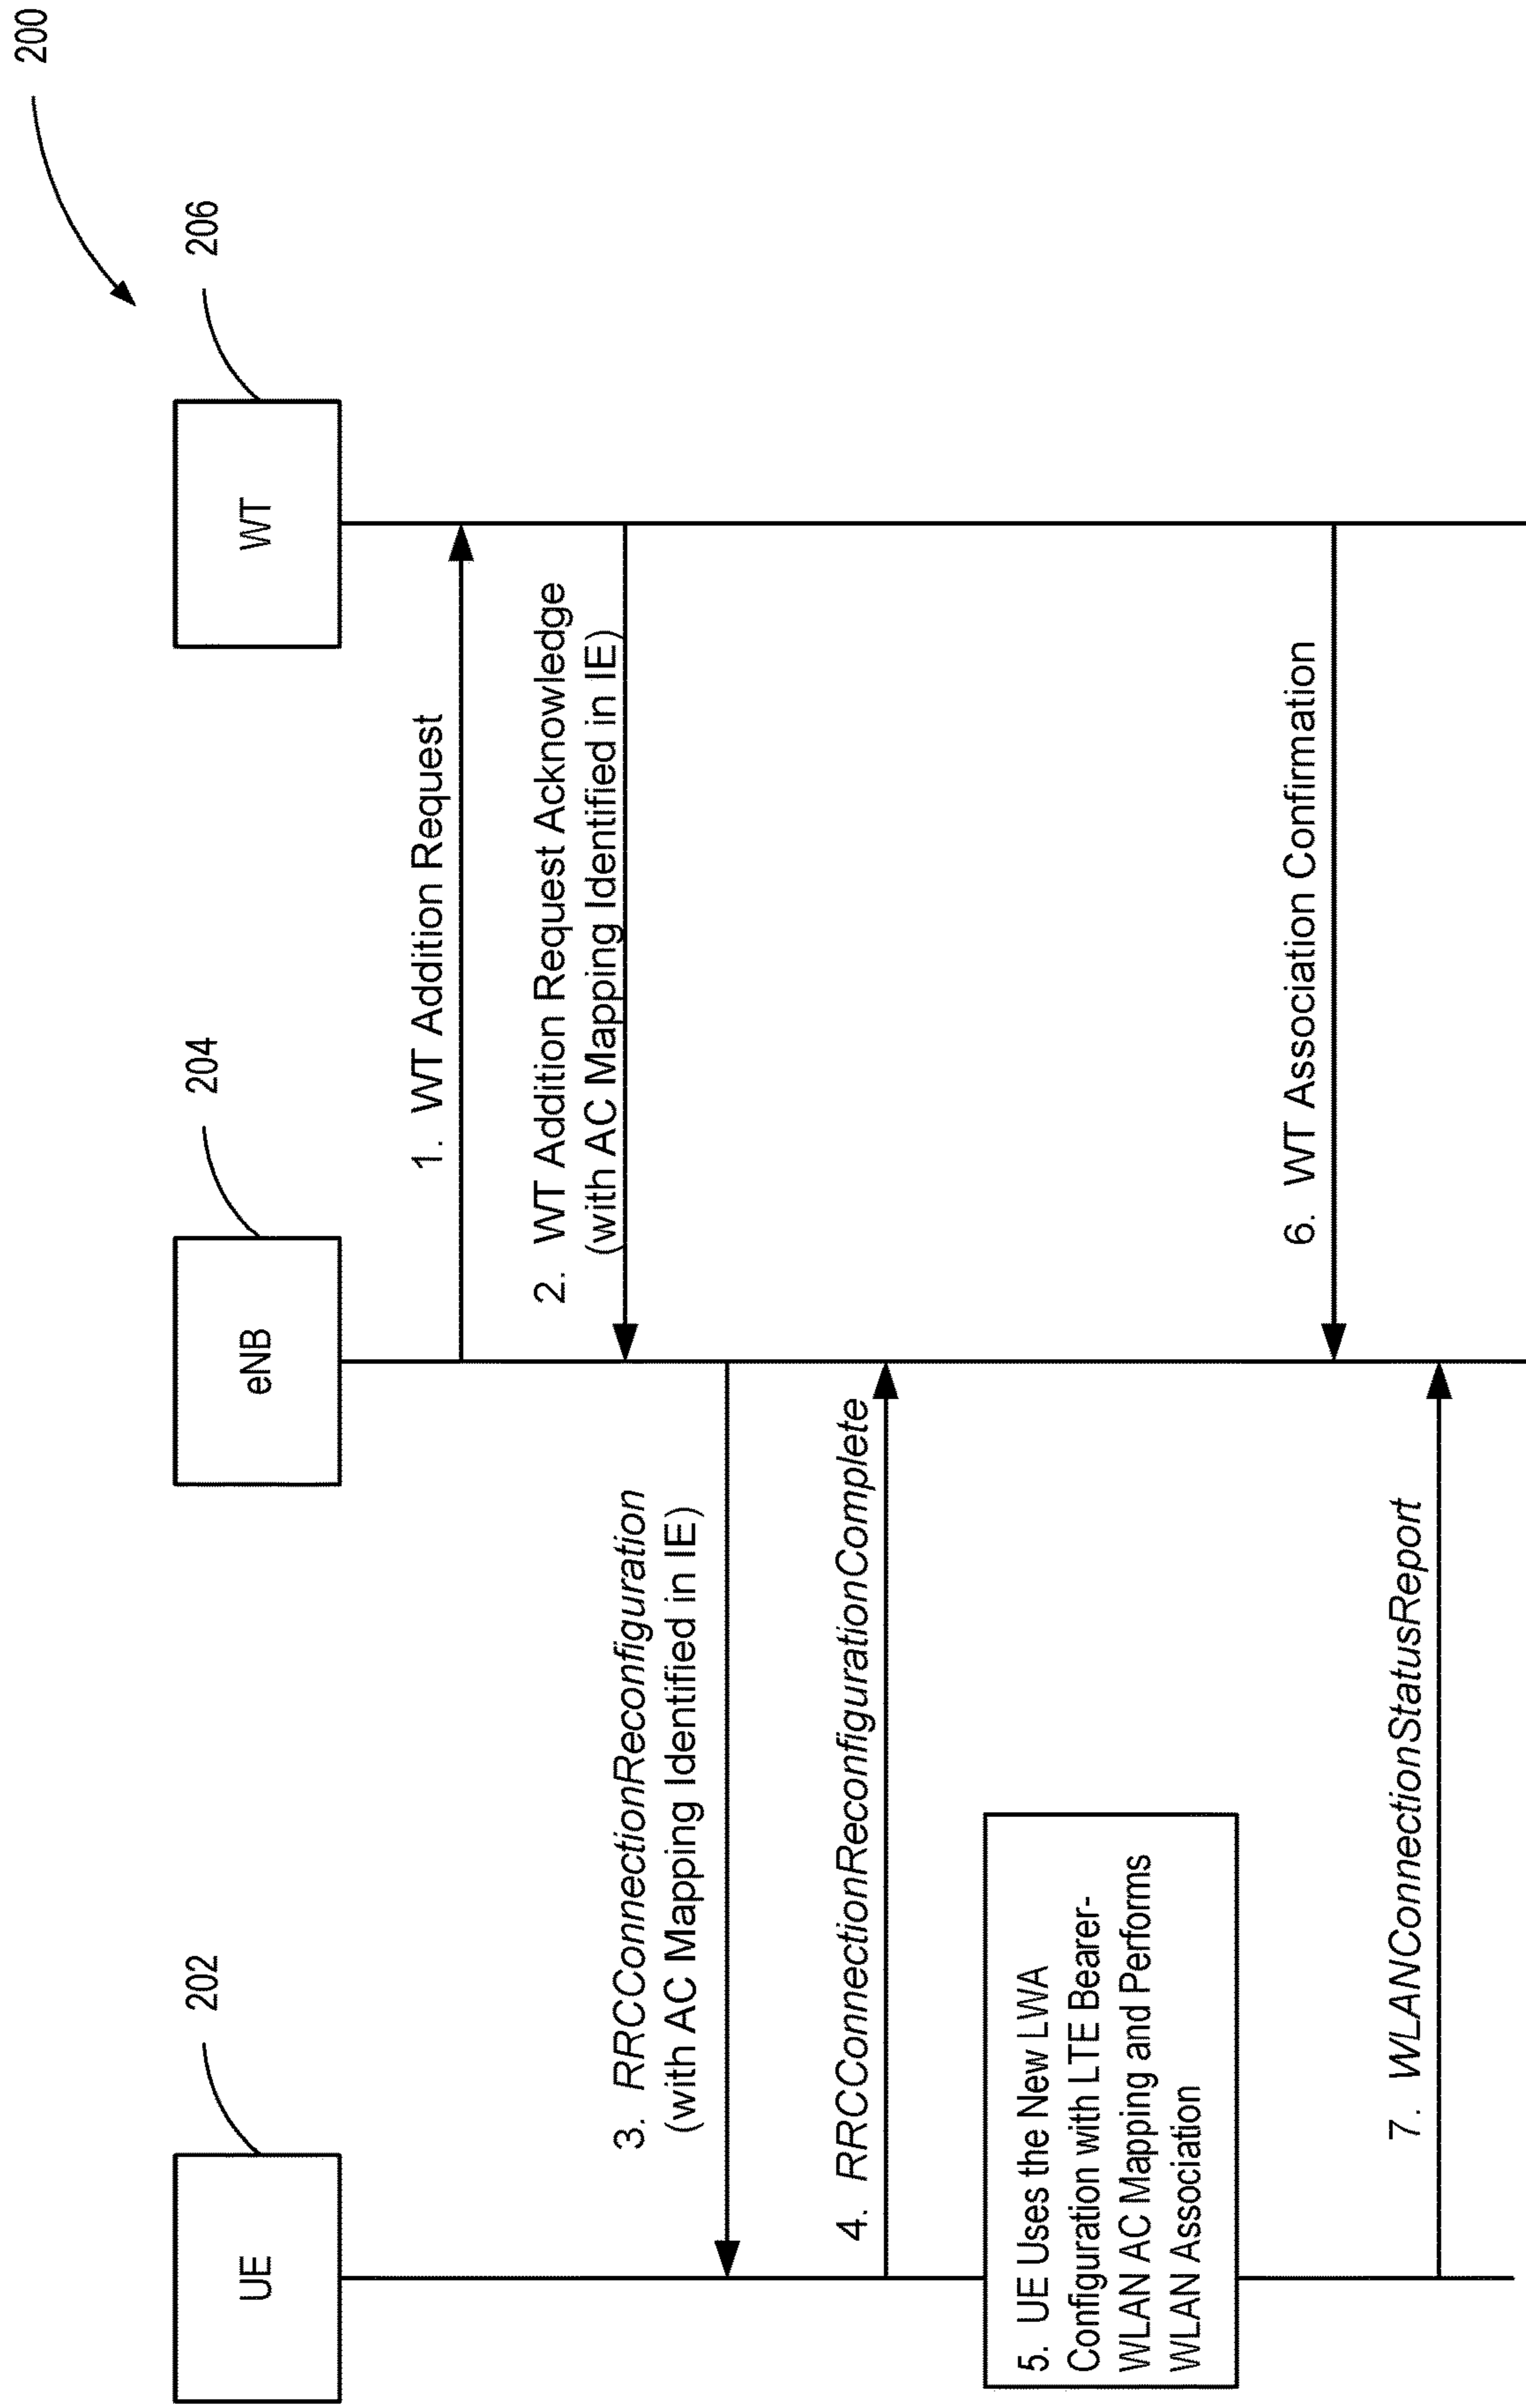 200
202
204
206
UE
eNB
WT
1. WT Addition Request
2. WT Addition Request Acknowledge
(with AC Mapping Identified in IE)
3. RRCConnectionReconfiguration
(with AC Mapping Identified in IE)
4. RRCConnectionReconfigurationComplete
5. UE Uses the New LWA
Configuration with LTE Bearer-
WLAN AC Mapping and Performs
WLAN Association
6. WT Association Confirmation
7. WLANConnectionStatusReport